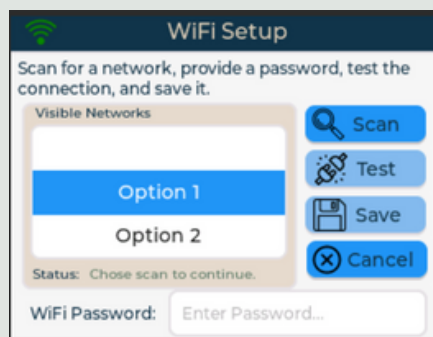 WiFi Setup
Scan for a network, provide a password, test the
connection, and save it.
Visible Networks
Option 1
Option 2
Status: Chose scan to continue.
Scan
Test
Save
Cancel
WiFi Password: Enter Password...